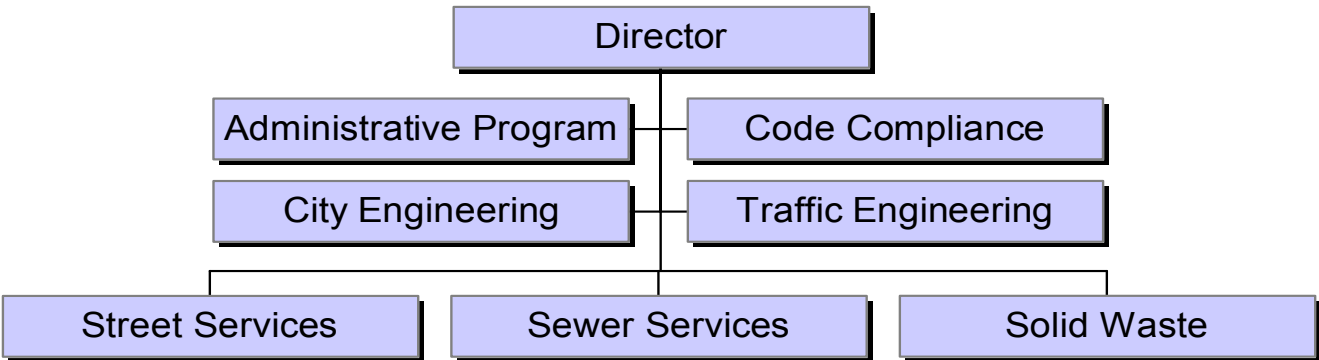 Director
Administrative Program
Code Compliance
City Engineering
Traffic Engineering
Street Services
Sewer Services
Solid Waste